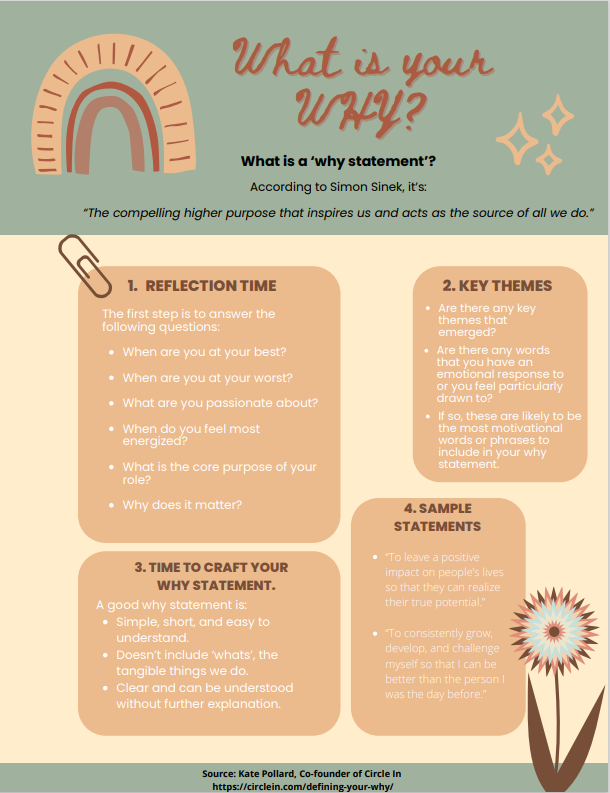 What is your
WHY?
What is a ‘why statement’?
According to Simon Sinek, it’s:
“The compelling higher purpose that inspires us and acts as the source of all we do.”
1. REFLECTION TIME
The first step is to answer the
following questions:
• When are you at your best?
• When are you at your worst?
• What are you passionate about?
• When do you feel most
energized?
• What is the core purpose of your
role?
• Why does it matter?
2. KEY THEMES
• Are there any key
themes that
emerged?
• Are there any words
that you have an
emotional response to
or you feel particularly
drawn to?
• If so, these are likely to be
the most motivational
words or phrases to
include in your why
statement.
3. TIME TO CRAFT YOUR
WHY STATEMENT.
A good why statement is:
• Simple, short, and easy to
understand.
• Doesn’t include ‘whats’, the
tangible things we do.
• Clear and can be understood
without further explanation.
4. SAMPLE
STATEMENTS
• “To leave a positive
impact on people’s lives
so that they can realize
their true potential.”
• “To consistently grow,
develop, and challenge
myself so that I can be
better than the person I
was the day before.”
Source: Kate Pollard, Co-founder of Circle In
https://circlein.com/defining-your-why/